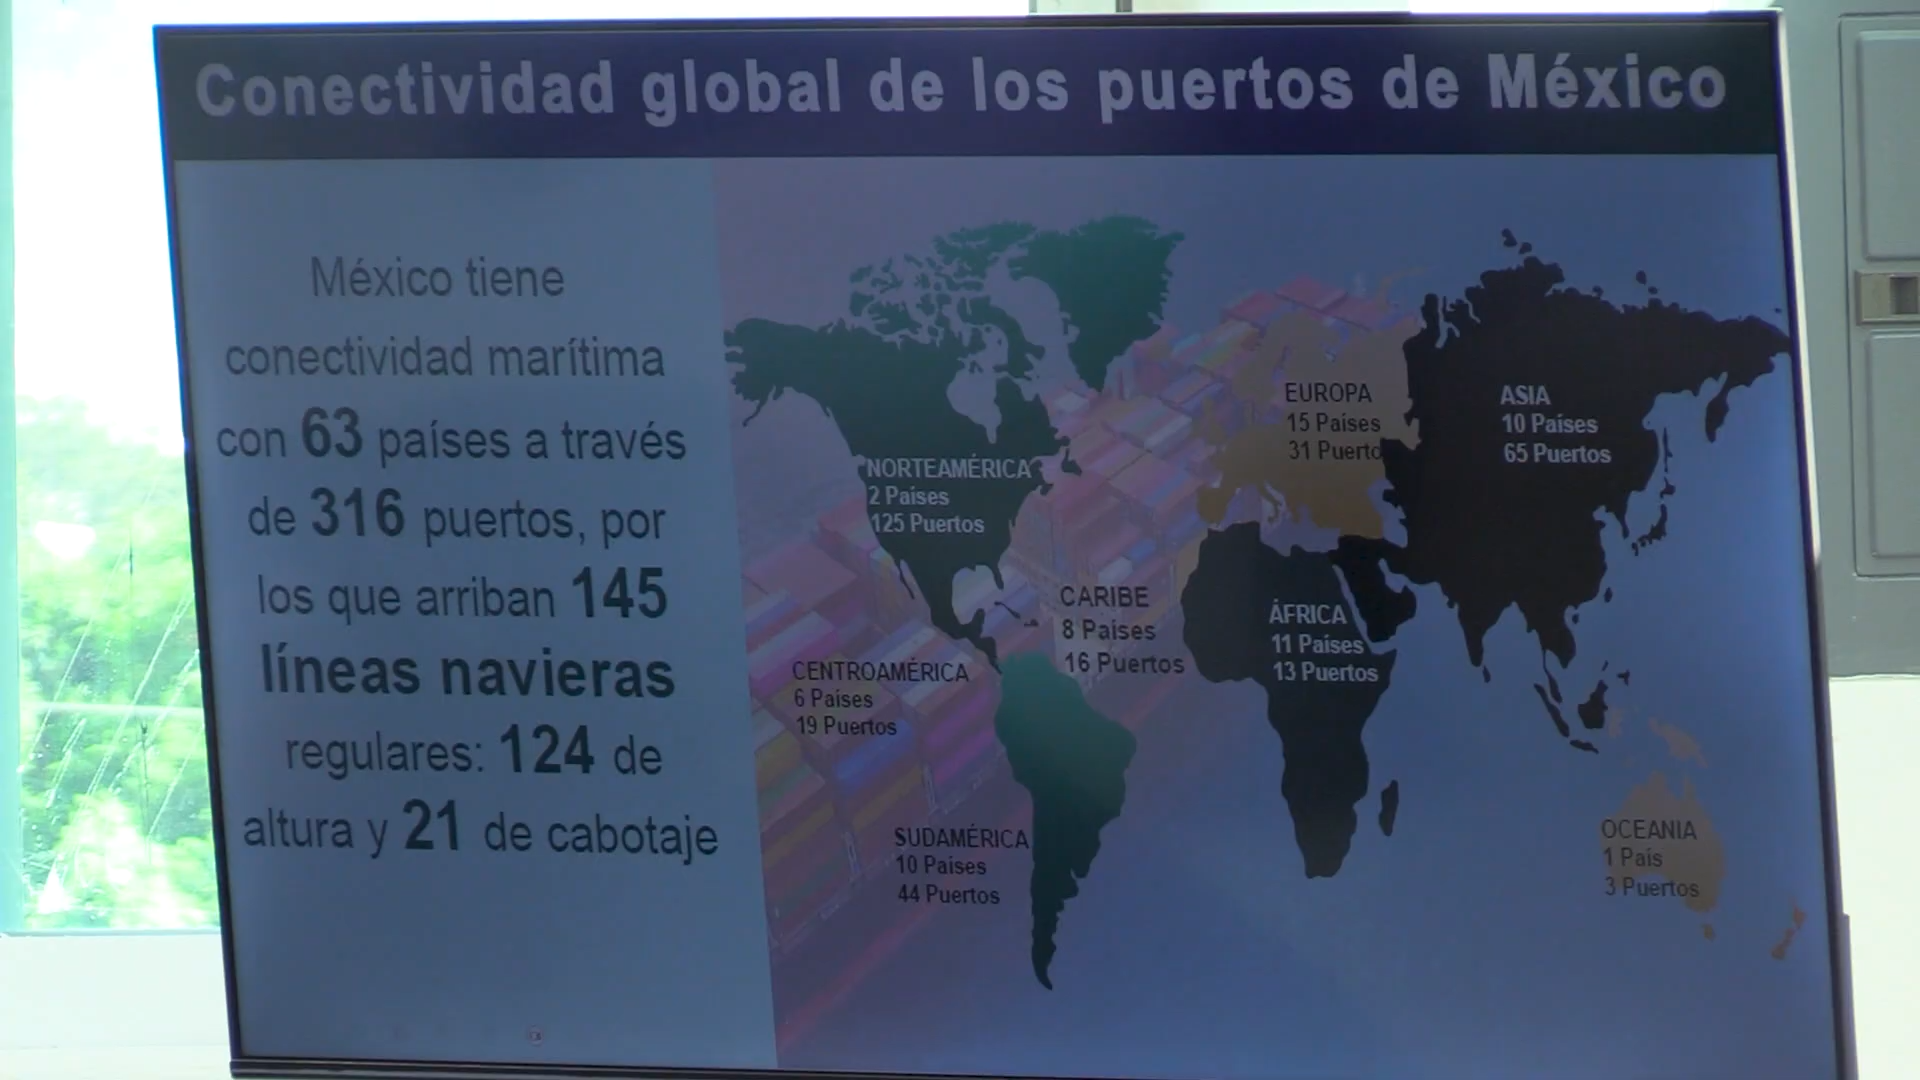 Conectividad global de los puertos de México
México tiene
conectividad marítima
con 63 países a través
de 316 puertos, por
los que arriban 145
líneas navieras
regulares: 124 de
altura y 21 de cabotaje
NORTEAMÉRICA
2 Países
125 Puertos
EUROPA
15 Países
31 Puerto
ASIA
10 Países
65 Puertos
CARIBE
8 Países
16 Puertos
ÁFRICA
11 Países
13 Puertos
CENTROAMÉRICA
6 Países
19 Puertos
SUDAMÉRICA
10 Países
44 Puertos
OCEANIA
1 País
3 Puertos